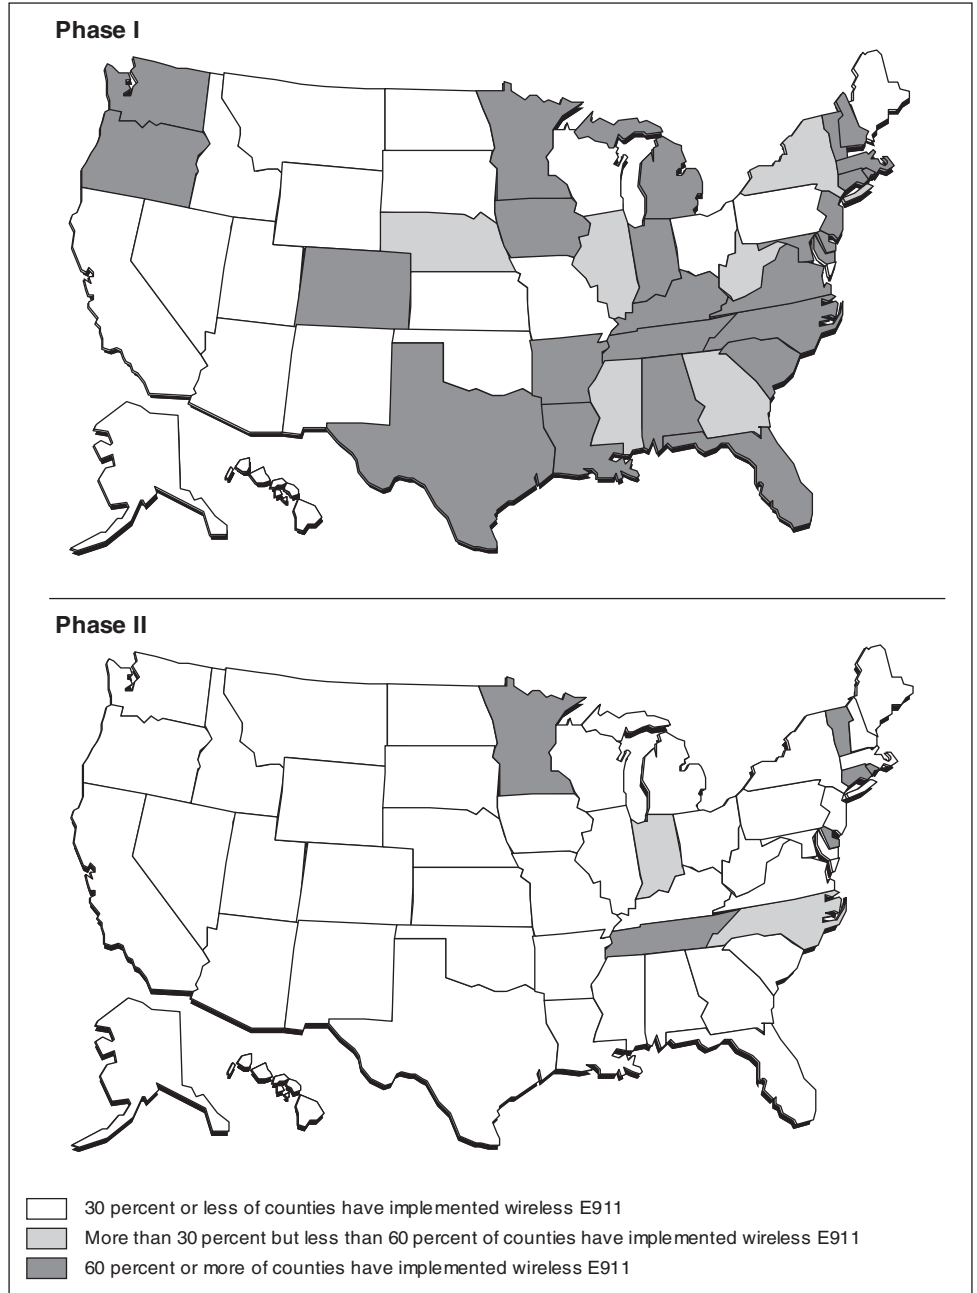 Phase I
Phase II
30 percent or less of counties have implemented wireless E911
More than 30 percent but less than 60 percent of counties have implemented wireless E911
60 percent or more of counties have implemented wireless E911